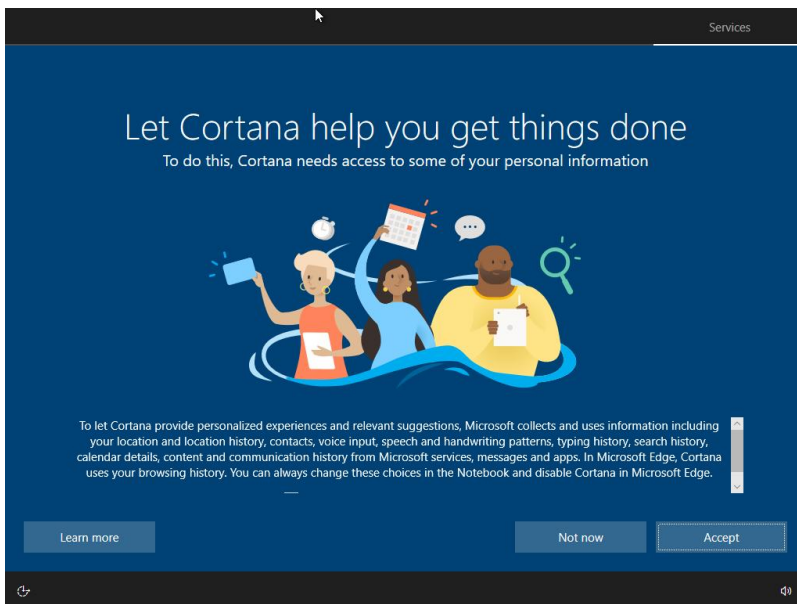 Services
Let Cortana help you get things done
To do this, Cortana needs access to some of your personal information
To let Cortana provide personalized experiences and relevant suggestions, Microsoft collects and uses information including
your location and location history, contacts, voice input, speech and handwriting patterns, typing history, search history,
calendar details, content and communication history from Microsoft services, messages and apps. In Microsoft Edge, Cortana
uses your browsing history. You can always change these choices in the Notebook and disable Cortana in Microsoft Edge.
Learn more
Not now
Accept